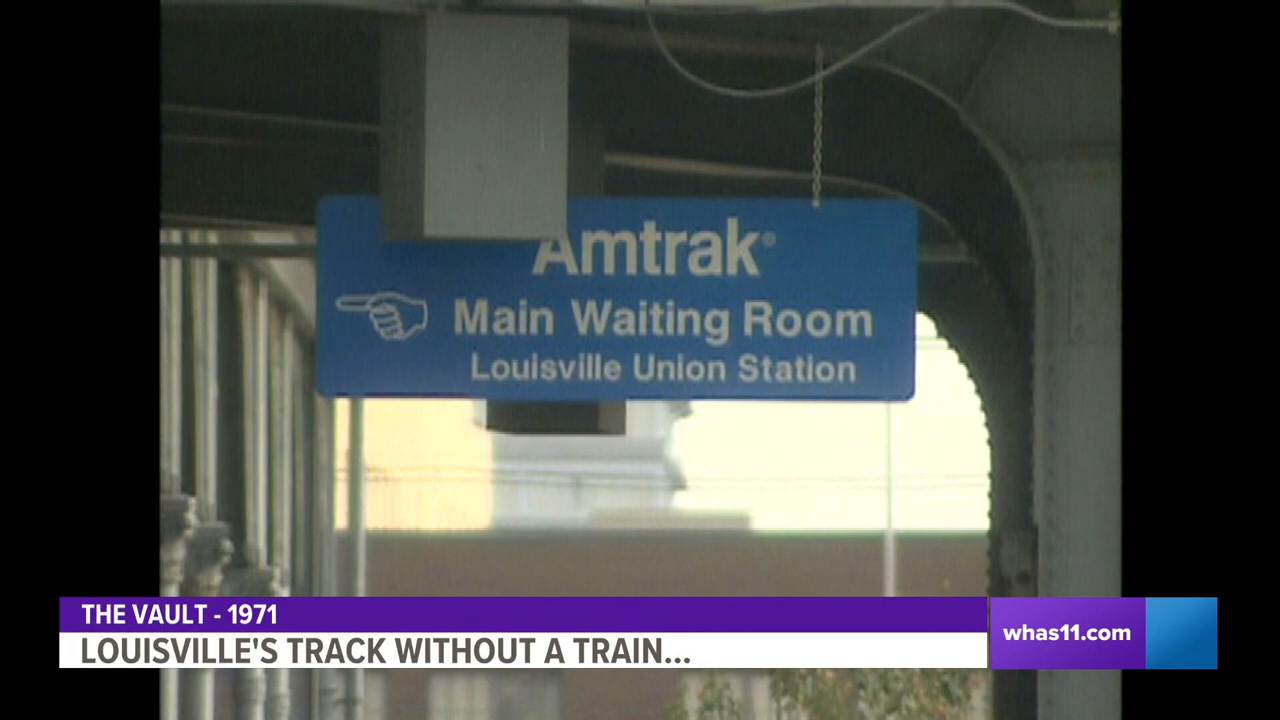 Amtrak®
Main Waiting Room
Louisville Union Station
THE VAULT - 1971
LOUISVILLE'S TRACK WITHOUT A TRAIN...
whas11.com